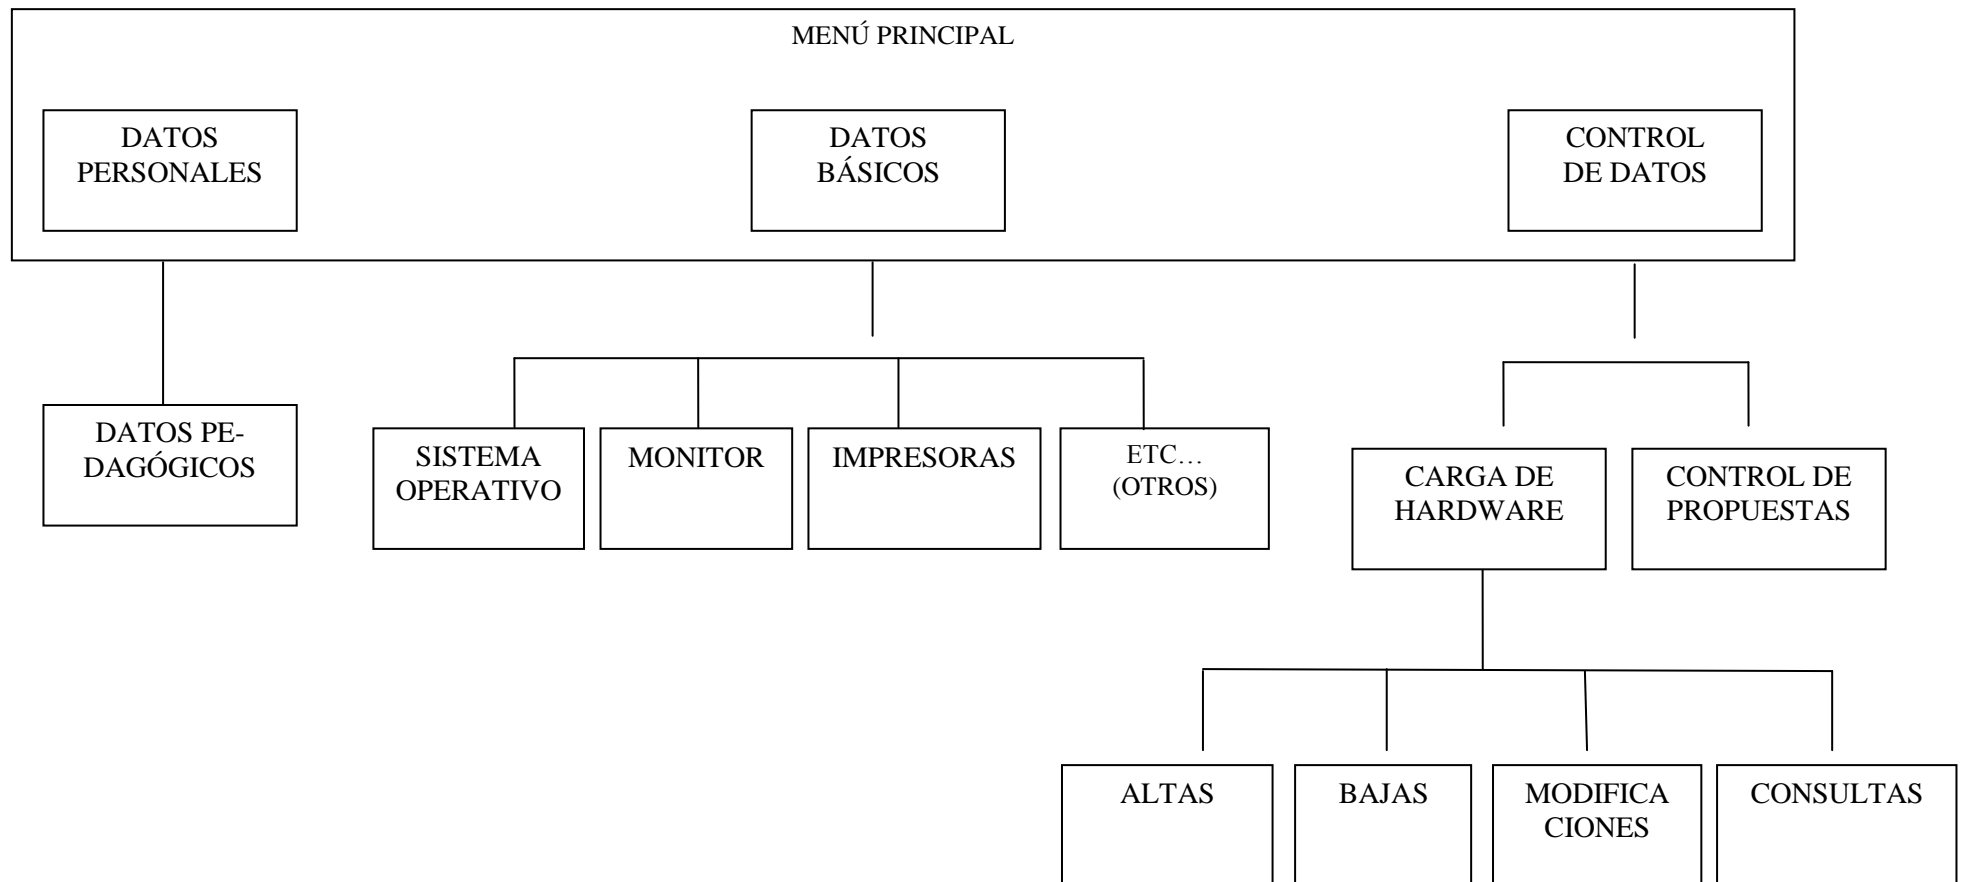 MENÚ PRINCIPAL
DATOS
PERSONALES
DATOS
BÁSICOS
CONTROL
DE DATOS
DATOS PE-
DAGÓGICOS
SISTEMA
OPERATIVO
MONITOR
IMPRESORAS
ETC…
(OTROS)
CARGA DE
HARDWARE
CONTROL DE
PROPUESTAS
ALTAS
BAJAS
MODIFICA
CIONES
CONSULTAS